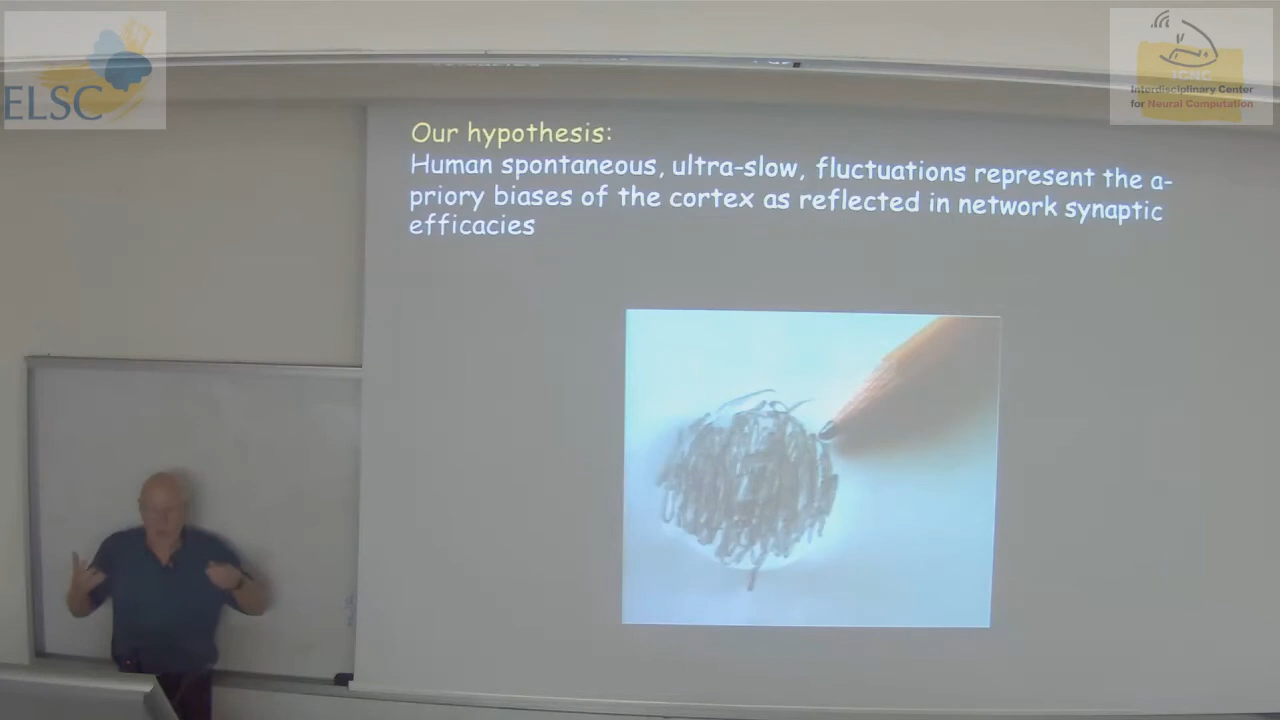 ELSC
ICNC
Interdisciplinary Center
for Neural Computation
Our hypothesis:
Human spontaneous, ultra-slow, fluctuations represent the a-
priory biases of the cortex as reflected in network synaptic
efficacies